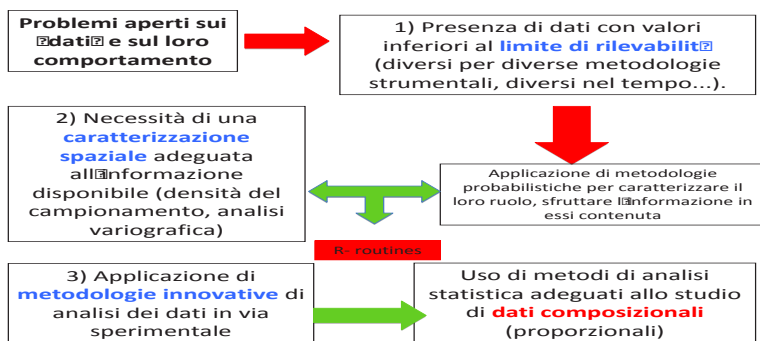 Problemi aperti sui
dati e sul loro
comportamento
1) Presenza di dati con valori
inferiori al limite di rilevabilit
(diversi per diverse metodologie
strumentali, diversi nel tempo...).
2) Necessità di una
caratterizzazione
spaziale adeguata
all informazione
disponibile (densità del
campionamento, analisi
variografica)
Applicazione di metodologie
probabilistiche per caratterizzare il
loro ruolo, sfruttare l informazione in
essi contenuta
R- routines
3) Applicazione di
metodologie innovative di
analisi dei dati in via
sperimentale
Uso di metodi di analisi
statistica adeguati allo studio
di dati composizionali
(proporzionali)